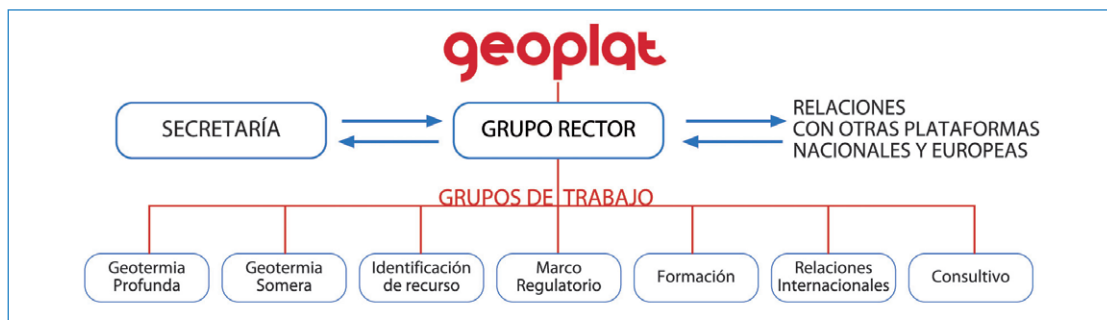 geoplat
SECRETARÍA
GRUPO RECTOR
RELACIONES
CON OTRAS PLATAFORMAS
NACIONALES Y EUROPEAS
GRUPOS DE TRABAJO
Geotermia
Profunda
Geotermia
Somera
Identificación
de recurso
Marco
Regulatorio
Formación
Relaciones
Internacionales
Consultivo